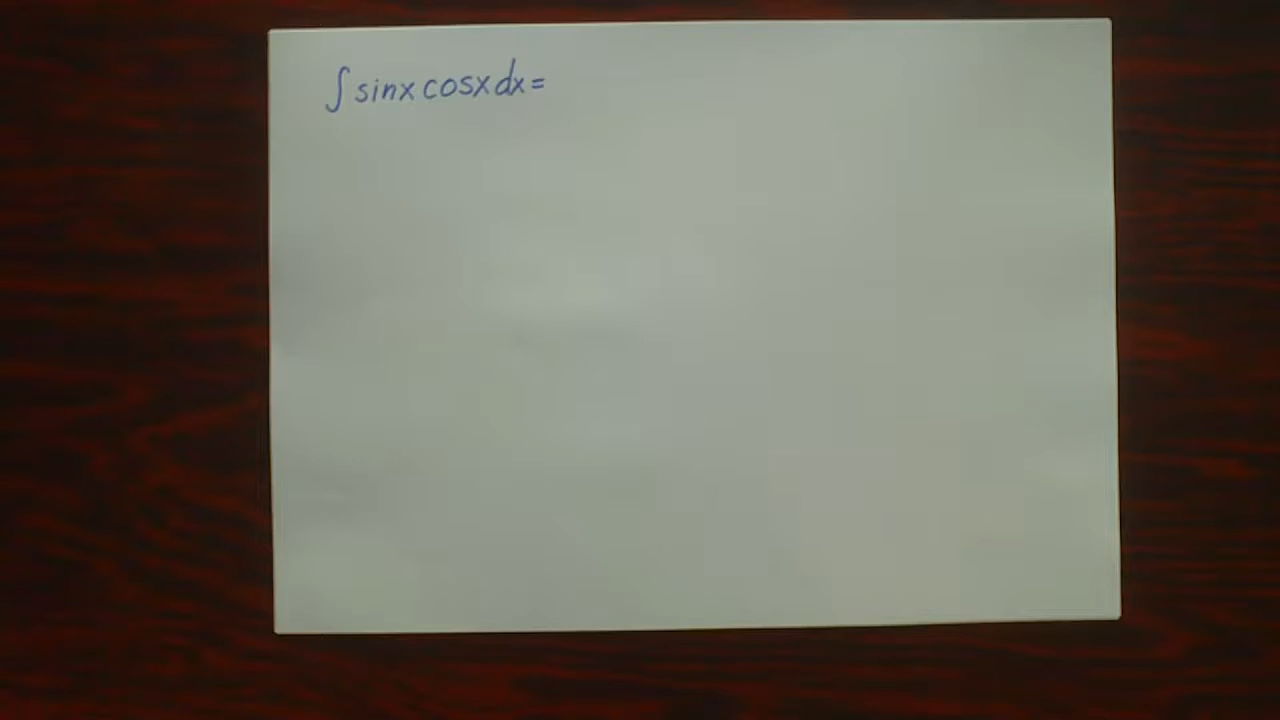 ∫ sinx cosx dx =